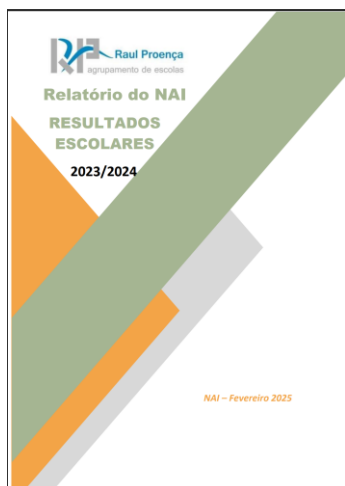 Raul Proença
agrupamento de escolas
Relatório do NAI
RESULTADOS
ESCOLARES
2023/2024
NAI – Fevereiro 2025